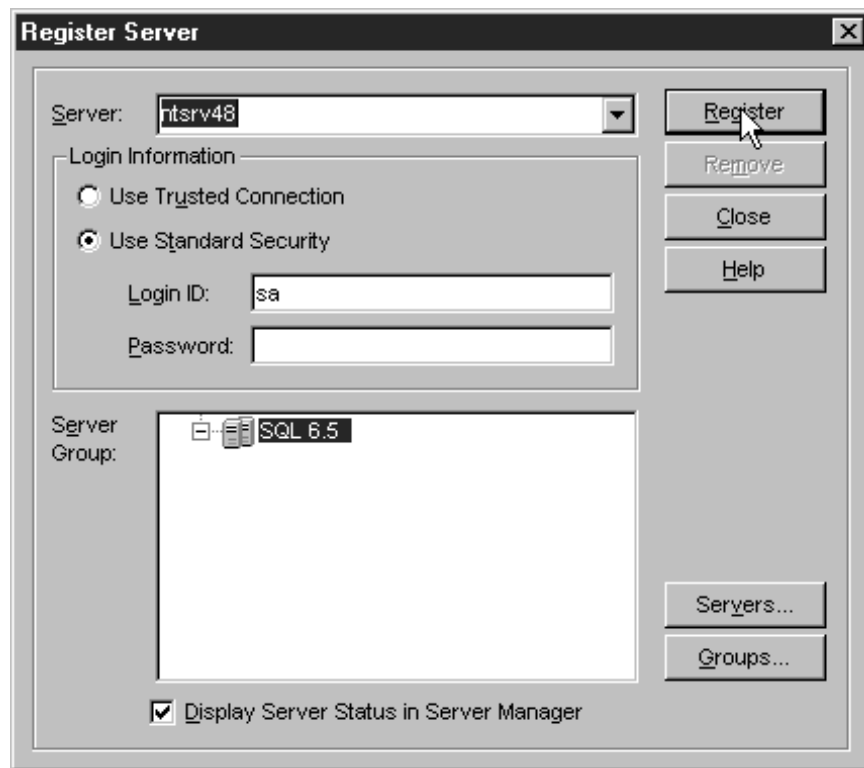 Register Server
Server: ntsrv48
Register
Login Information
Remove
Use Trusted Connection
Close
Use Standard Security
Help
Login ID: sa
Password:
Server Group:
SQL 6.5
Servers...
Groups...
Display Server Status in Server Manager